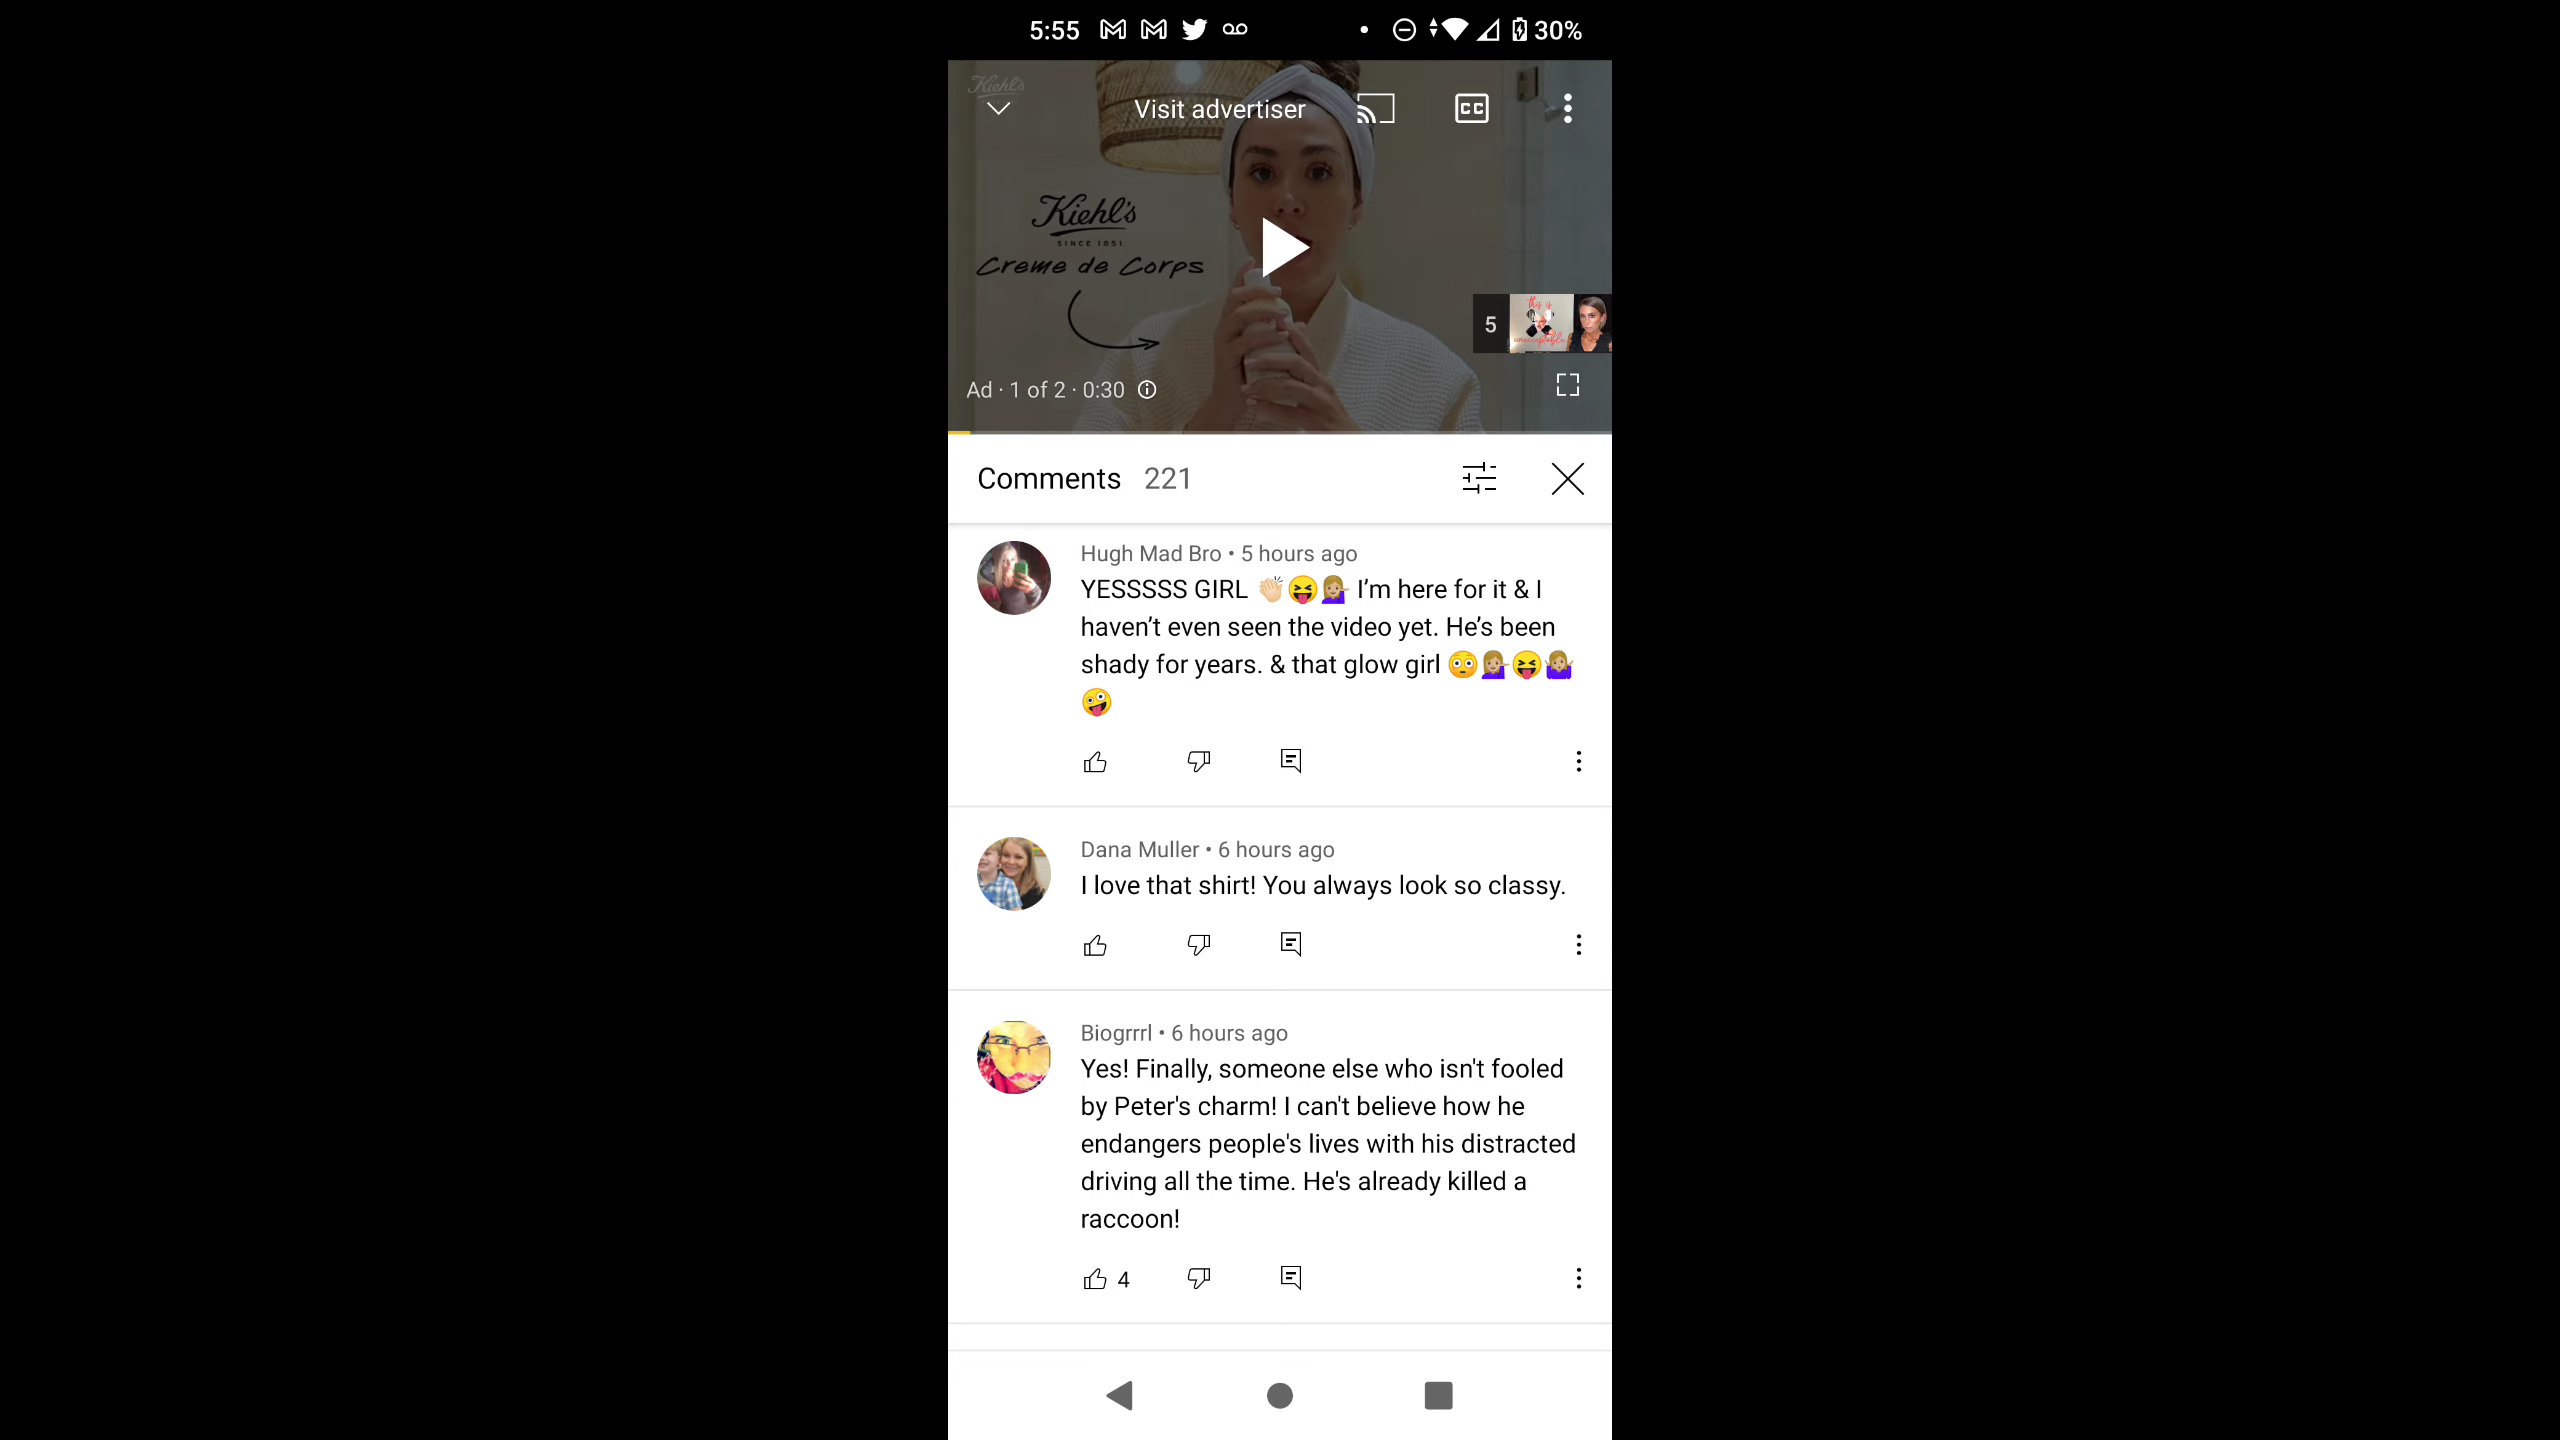 5:55
30%
Kiehl's
Visit advertiser
CC
Kiehl's
SINCE 1851
Creme de Corps
5
this is
unacceptable
Ad · 1 of 2 · 0:30
Comments 221
Hugh Mad Bro • 5 hours ago
YESSSSS GIRL 👏🏻😝💁🏼‍♀️ I’m here for it & I
haven’t even seen the video yet. He’s been
shady for years. & that glow girl 😳💁🏼‍♀️😝🤷🏼‍♀️
🤪
Dana Muller • 6 hours ago
I love that shirt! You always look so classy.
Biogrrrl • 6 hours ago
Yes! Finally, someone else who isn't fooled
by Peter's charm! I can't believe how he
endangers people's lives with his distracted
driving all the time. He's already killed a
raccoon!
4